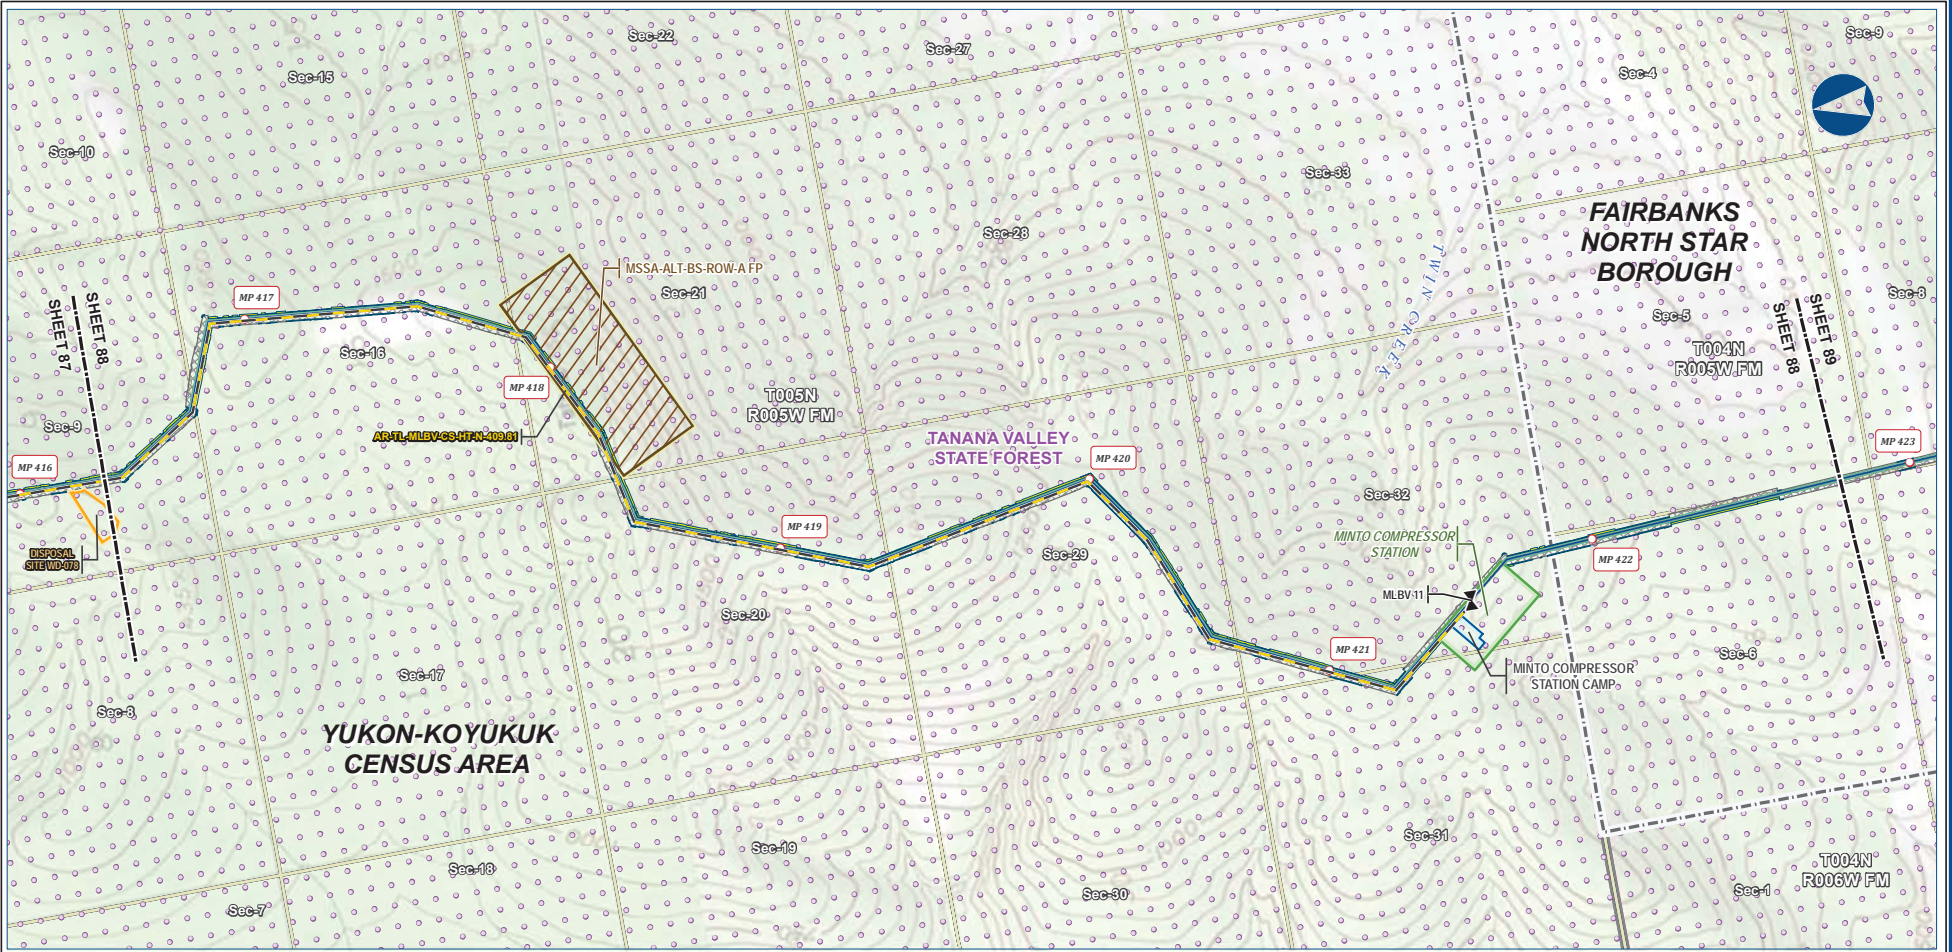 Sec-22
Sec-27
Sec-9
Sec-15
Sec-4
Sec-10
Sec-33
FAIRBANKS
NORTH STAR
BOROUGH
Sec-28
TWIN CREEK
MSSA-ALT-BS-ROW-A FP
Sec-21
Sec-8
MP 417
SHEET 87
SHEET 88
Sec-5
SHEET 88
SHEET 89
T004N
R005W FM
Sec-16
MP 418
T005N
R005W FM
Sec-9
AR-TL-MLBV-CS-HT-N-409.81
TANANA VALLEY
STATE FOREST
MP 423
MP 416
MP 420
Sec-32
MP 419
MINTO COMPRESSOR
STATION
DISPOSAL
SITE WD-078
Sec-29
MP 422
MLBV-11
Sec-20
MP 421
Sec-6
MINTO COMPRESSOR
STATION CAMP
Sec-17
Sec-8
YUKON-KOYUKUK
CENSUS AREA
Sec-31
Sec-19
T004N
R006W FM
Sec-18
Sec-30
Sec-1
Sec-7